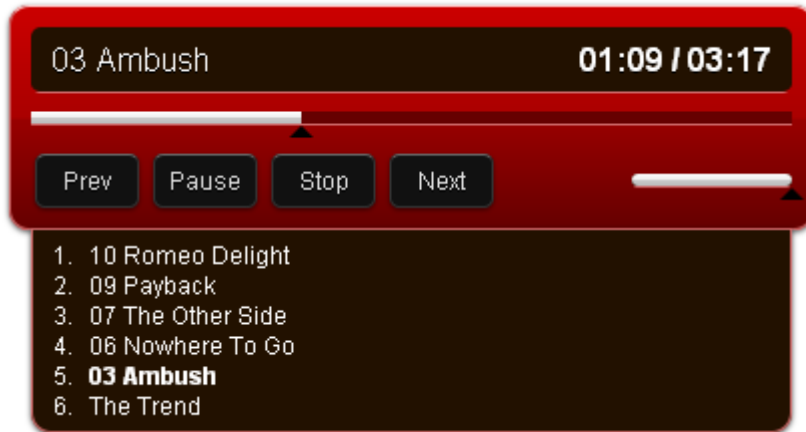 03 Ambush 01:09 / 03:17
Prev Pause Stop Next
1. 10 Romeo Delight
2. 09 Payback
3. 07 The Other Side
4. 06 Nowhere To Go
5. 03 Ambush
6. The Trend